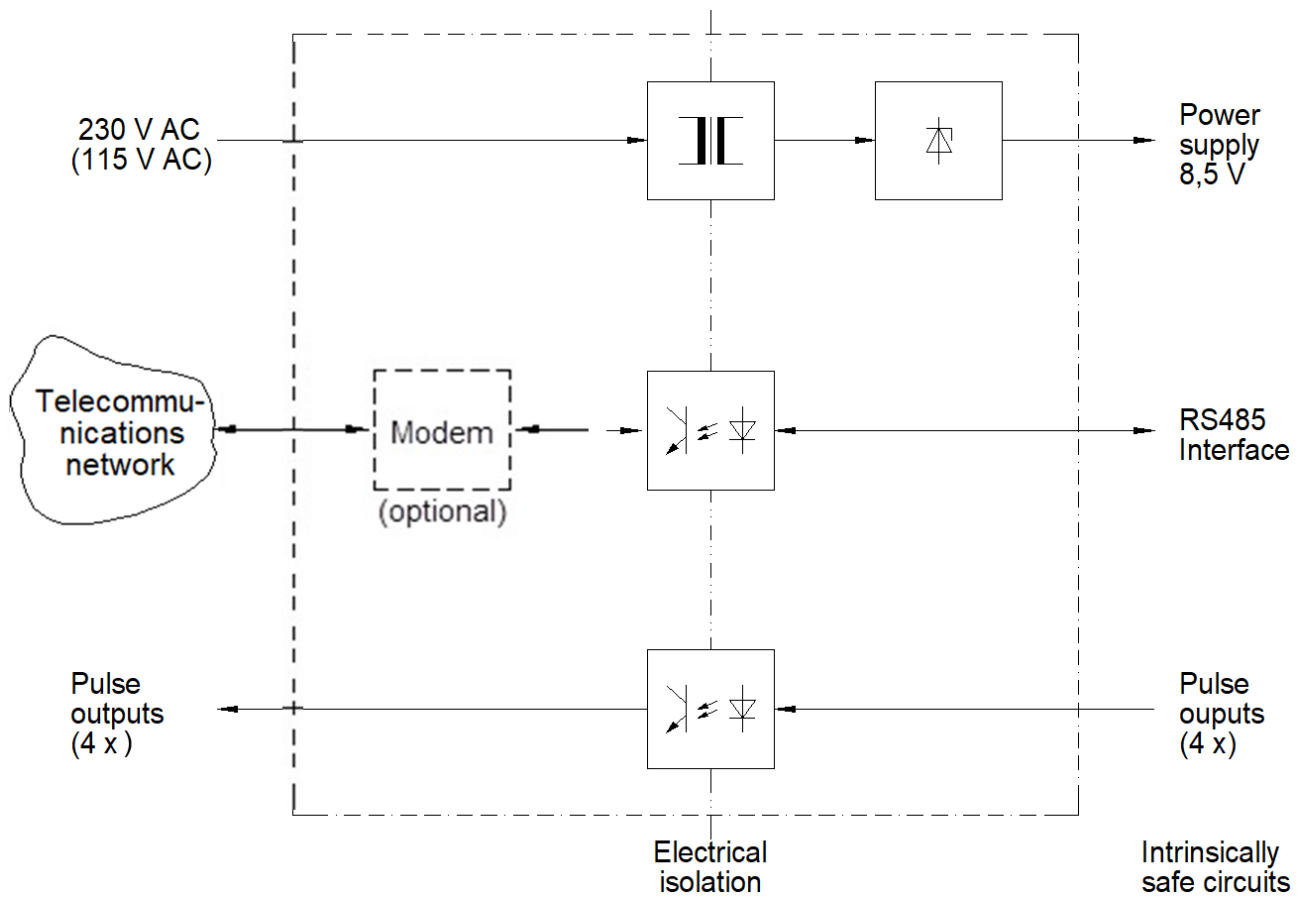 230 V AC
(115 V AC)
Power
supply
8,5 V
Telecommu-
nications
network
Modem
(optional)
RS485
Interface
Pulse
outputs
(4 x )
Pulse
ouputs
(4 x)
Electrical
isolation
Intrinsically
safe circuits